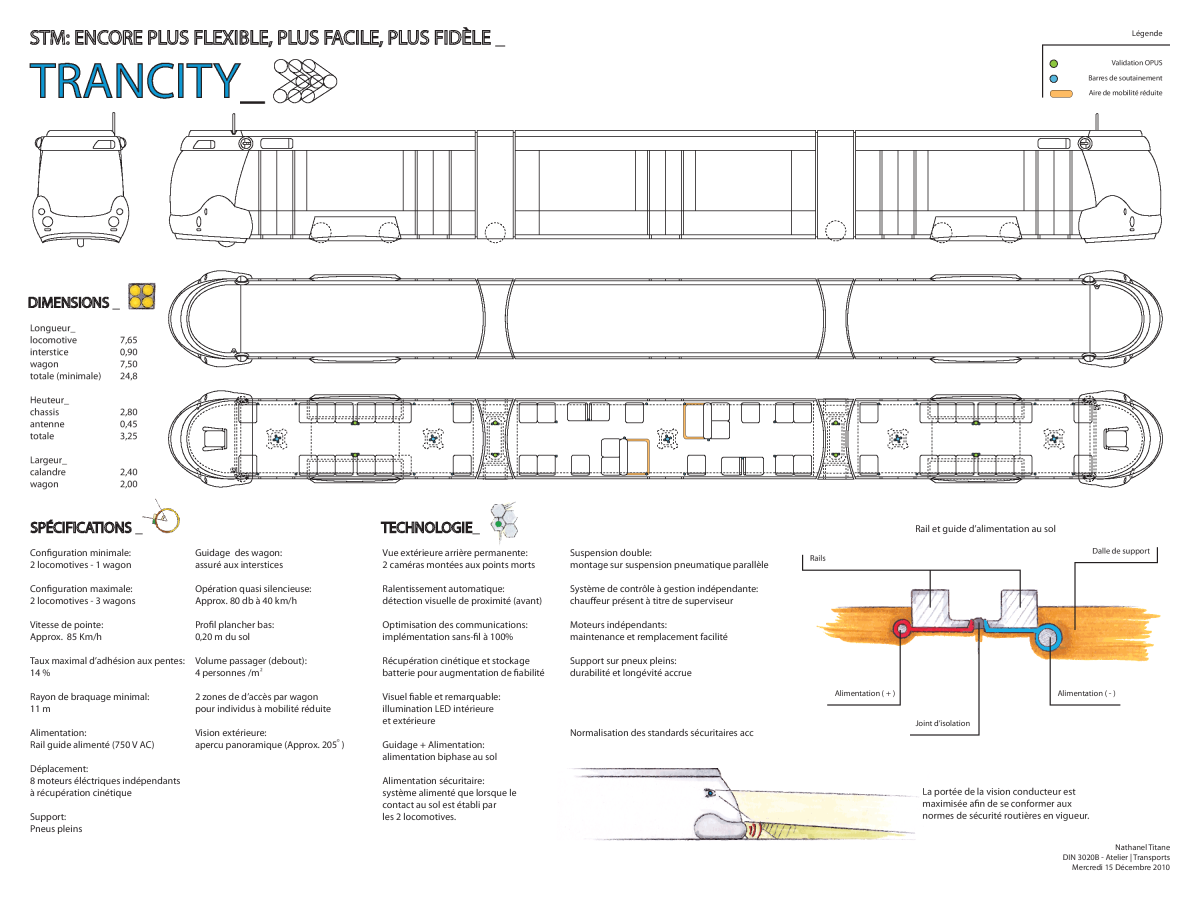 STM: ENCORE PLUS FLEXIBLE, PLUS FACILE, PLUS FIDÈLE _
TRANCITY_
Légende
Validation OPUS
Barres de soutainement
Aire de mobilité réduite
DIMENSIONS _
Longueur_
locomotive 7,65
interstice 0,90
wagon 7,50
totale (minimale) 24,8
Heuteur_
chassis 2,80
antenne 0,45
totale 3,25
Largeur_
calandre 2,40
wagon 2,00
SPÉCIFICATIONS _
Configuration minimale:
2 locomotives - 1 wagon
Configuration maximale:
2 locomotives - 3 wagons
Vitesse de pointe:
Approx. 85 Km/h
Taux maximal d'adhésion aux pentes:
14 %
Rayon de braquage minimal:
11 m
Alimentation:
Rail guide alimenté (750 V AC)
Déplacement:
8 moteurs éléctriques indépendants
à récupération cinétique
Support:
Pneus pleins
Guidage des wagon:
assuré aux interstices
Opération quasi silencieuse:
Approx. 80 db à 40 km/h
Profil plancher bas:
0,20 m du sol
Volume passager (debout):
4 personnes /m²
2 zones de d'accès par wagon
pour individus à mobilité réduite
Vision extérieure:
apercu panoramique (Approx. 205°)
TECHNOLOGIE_
Vue extérieure arrière permanente:
2 caméras montées aux points morts
Ralentissement automatique:
détection visuelle de proximité (avant)
Optimisation des communications:
implémentation sans-fil à 100%
Récupération cinétique et stockage
batterie pour augmentation de fiabilité
Visuel fiable et remarquable:
illumination LED intérieure
et extérieure
Guidage + Alimentation:
alimentation biphase au sol
Alimentation sécuritaire:
système alimenté que lorsque le
contact au sol est établi par
les 2 locomotives.
Suspension double:
montage sur suspension pneumatique parallèle
Système de contrôle à gestion indépendante:
chauffeur présent à titre de superviseur
Moteurs indépendants:
maintenance et remplacement facilité
Support sur pneus pleins:
durabilité et longévité accrue
Normalisation des standards sécuritaires acc
Rail et guide d'alimentation au sol
Rails
Dalle de support
Alimentation ( + )
Alimentation ( - )
Joint d'isolation
La portée de la vision conducteur est
maximisée afin de se conformer aux
normes de sécurité routières en vigueur.
Nathanel Titane
DIN 3020B - Atelier | Transports
Mercredi 15 Décembre 2010